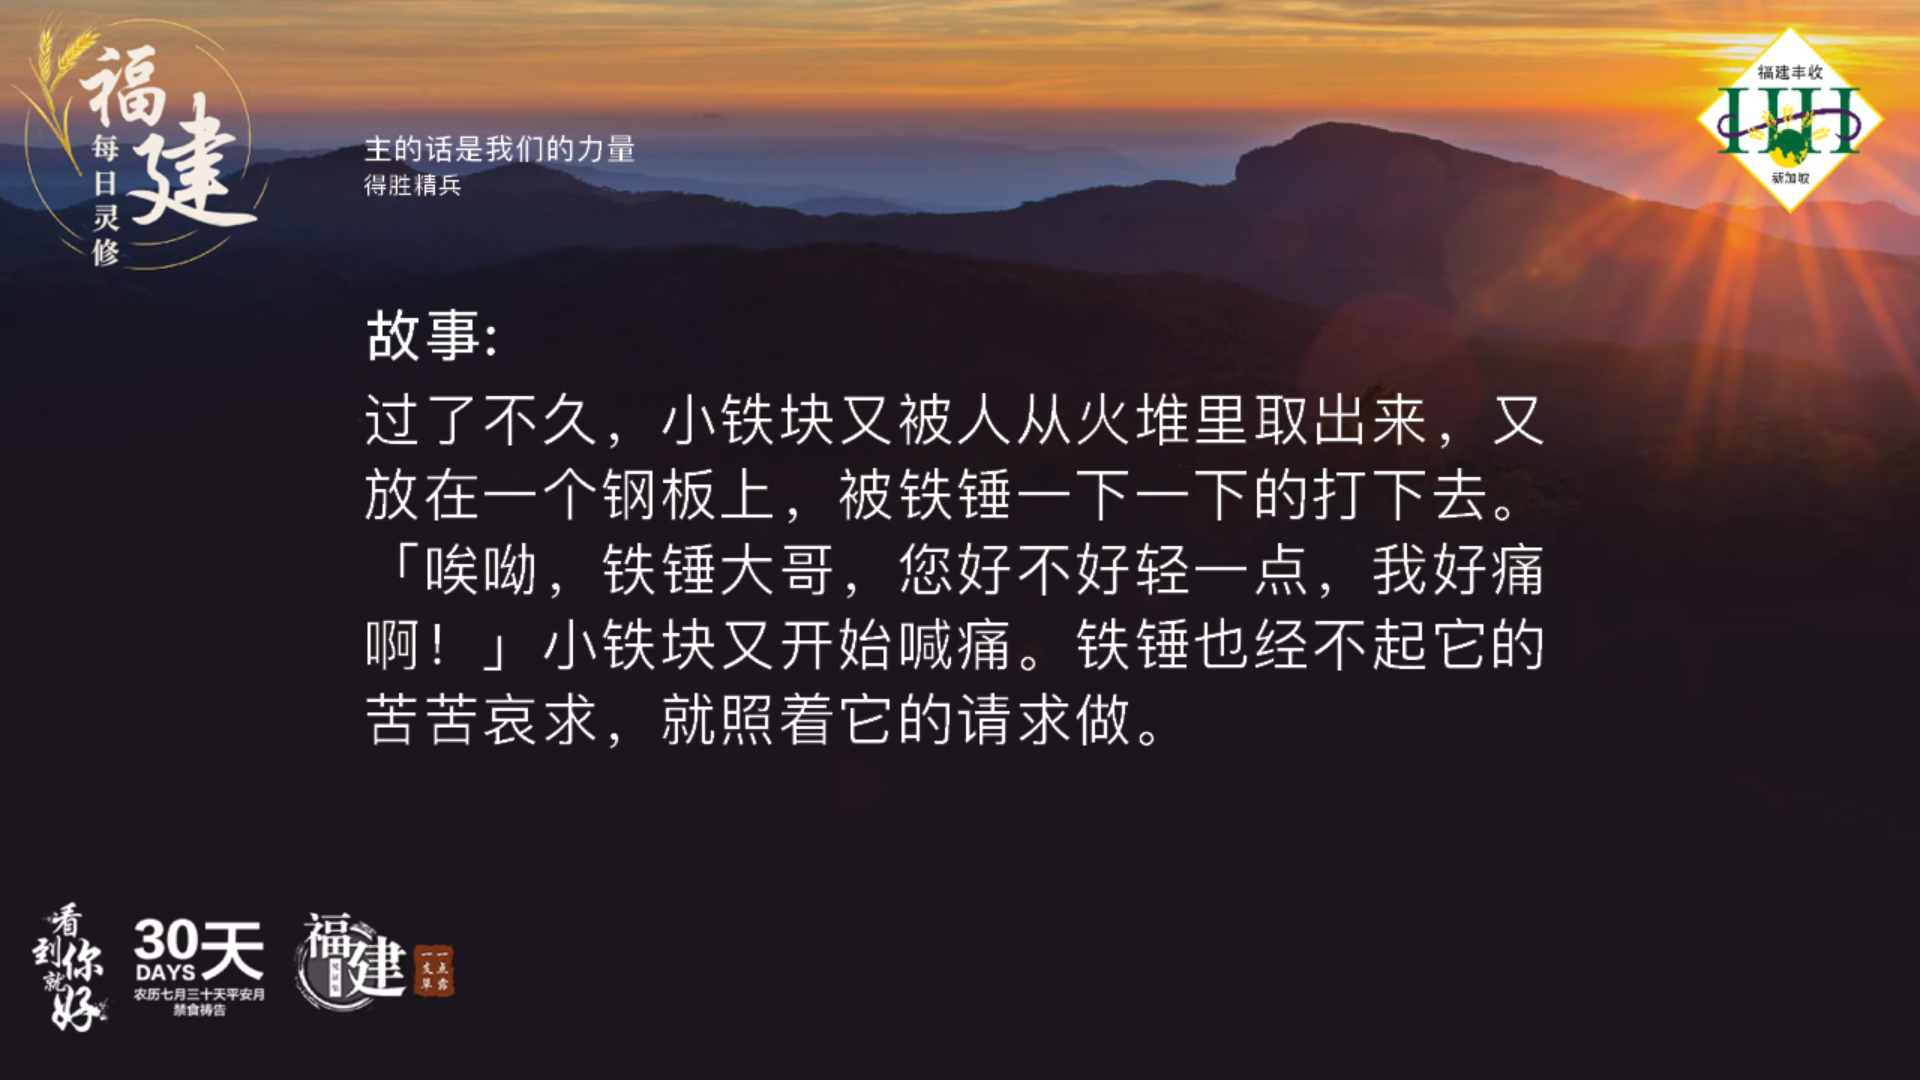 福建
每日灵修
主的话是我们的力量
得胜精兵
福建丰收
HH
新加坡
故事:
过了不久，小铁块又被人从火堆里取出来，又
放在一个钢板上，被铁锤一下一下的打下去。
「唉呦，铁锤大哥，您好不好轻一点，我好痛
啊！」小铁块又开始喊痛。铁锤也经不起它的
苦苦哀求，就照着它的请求做。
看到你就好
30天
DAYS
农历七月三十天平安月
禁食祷告
福建
一点露
一支草